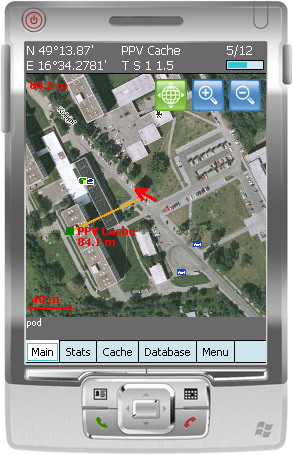 N 49°13.87' PPV Cache 5/12
E 16°34.2781' T S 1 1.5
84.1 m
PPV Cache
84.1 m
40 m
pod
Main Stats Cache Database Menu